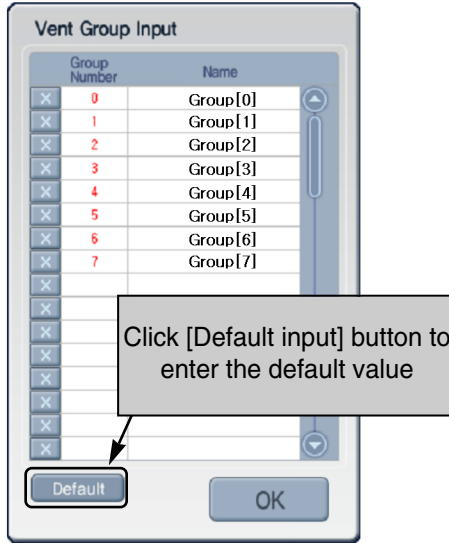 Vent Group Input
Group
Number
Name
X 0 Group[0]
X 1 Group[1]
X 2 Group[2]
X 3 Group[3]
X 4 Group[4]
X 5 Group[5]
X 6 Group[6]
X 7 Group[7]
X
X
X
X
X
X
X
X
Click [Default input] button to
enter the default value
Default
OK